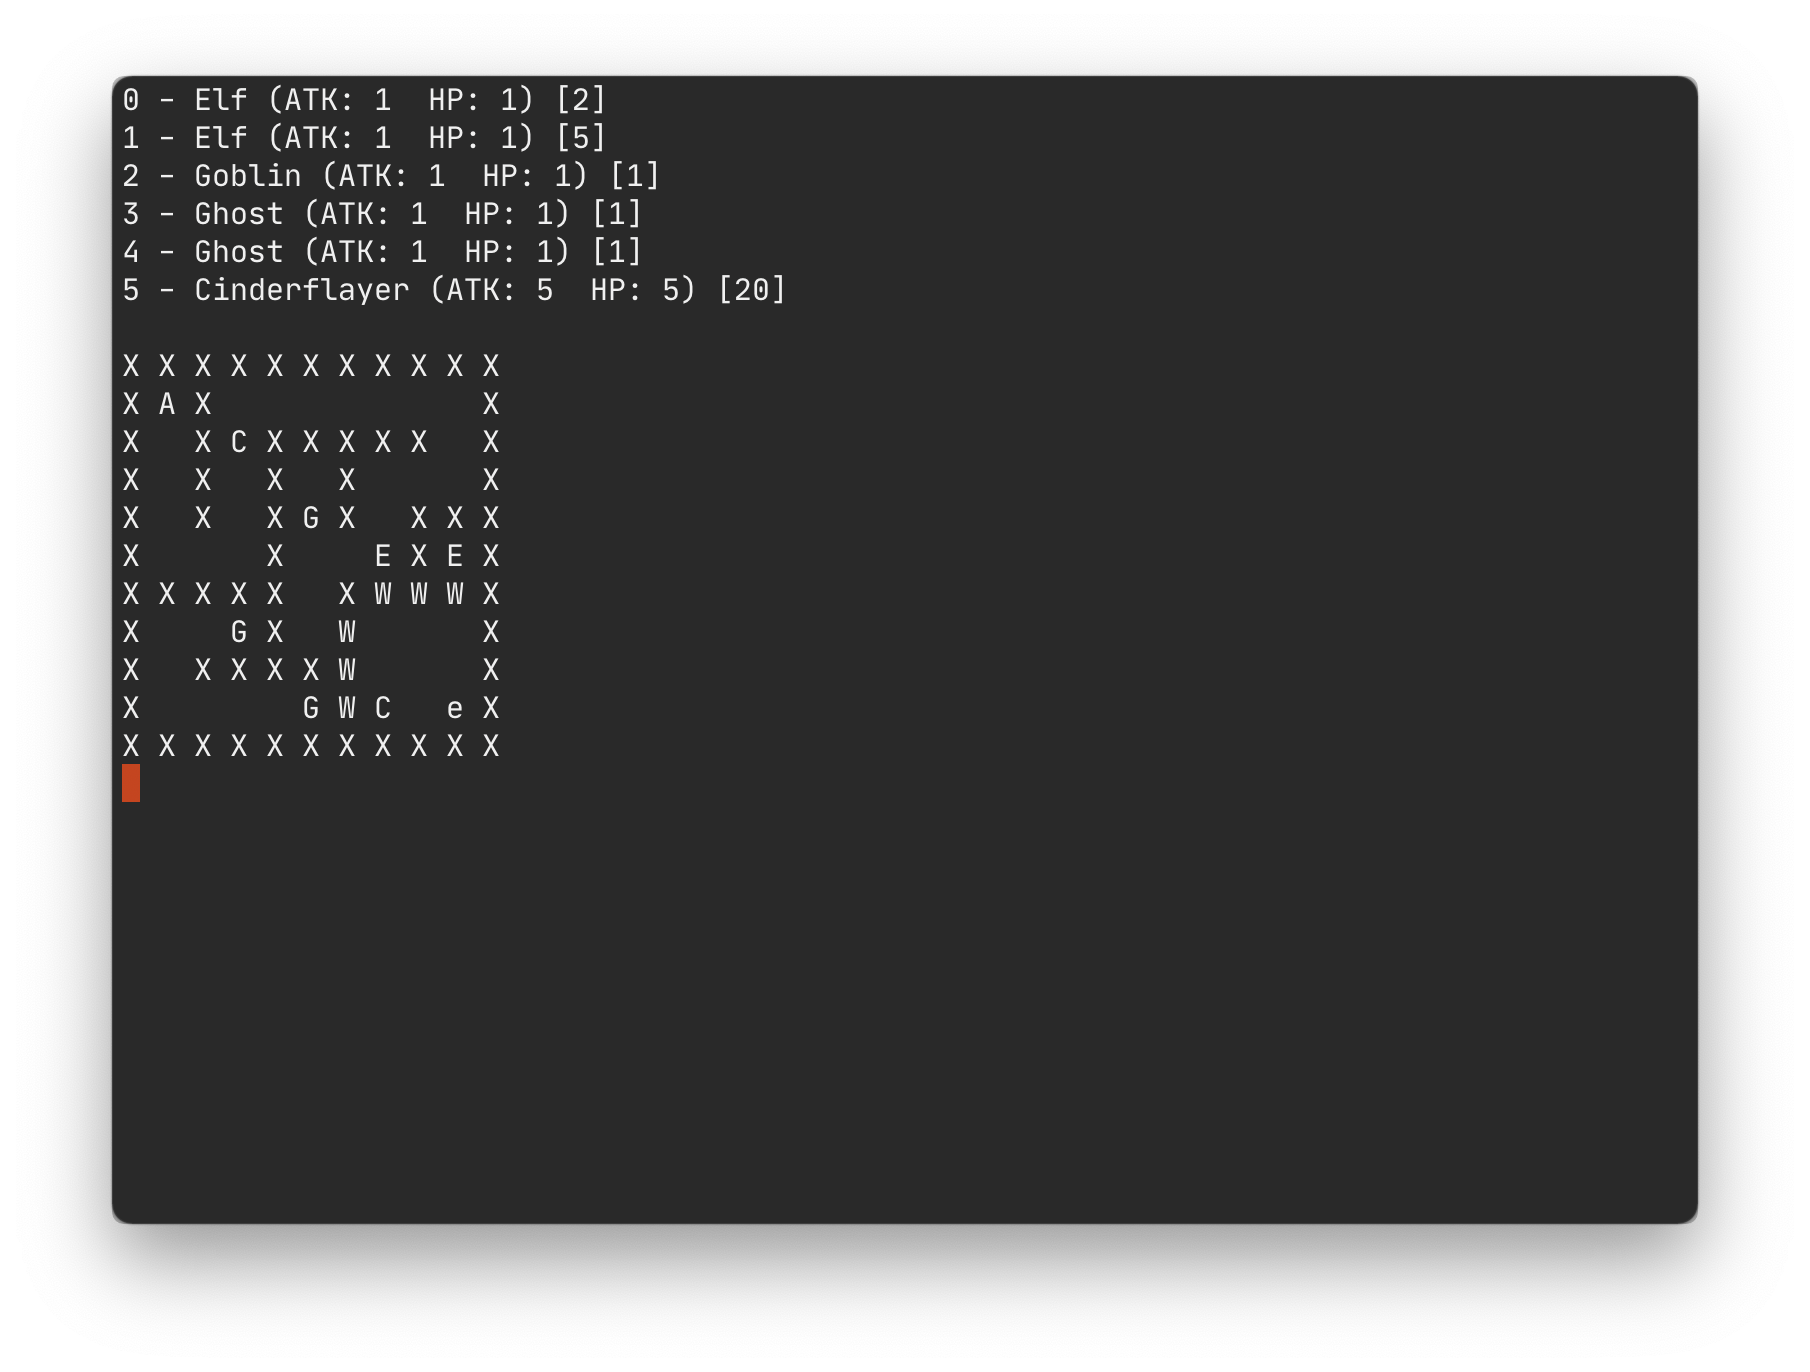 0 - Elf (ATK: 1  HP: 1) [2]
1 - Elf (ATK: 1  HP: 1) [5]
2 - Goblin (ATK: 1  HP: 1) [1]
3 - Ghost (ATK: 1  HP: 1) [1]
4 - Ghost (ATK: 1  HP: 1) [1]
5 - Cinderflayer (ATK: 5  HP: 5) [20]

X X X X X X X X X X X
X A X               X
X   X C X X X X X   X
X   X   X   X       X
X   X   X G X   X X X
X       X     E X E X
X X X X X   X W W W X
X     G X   W       X
X   X X X X W       X
X         G W C   e X
X X X X X X X X X X X